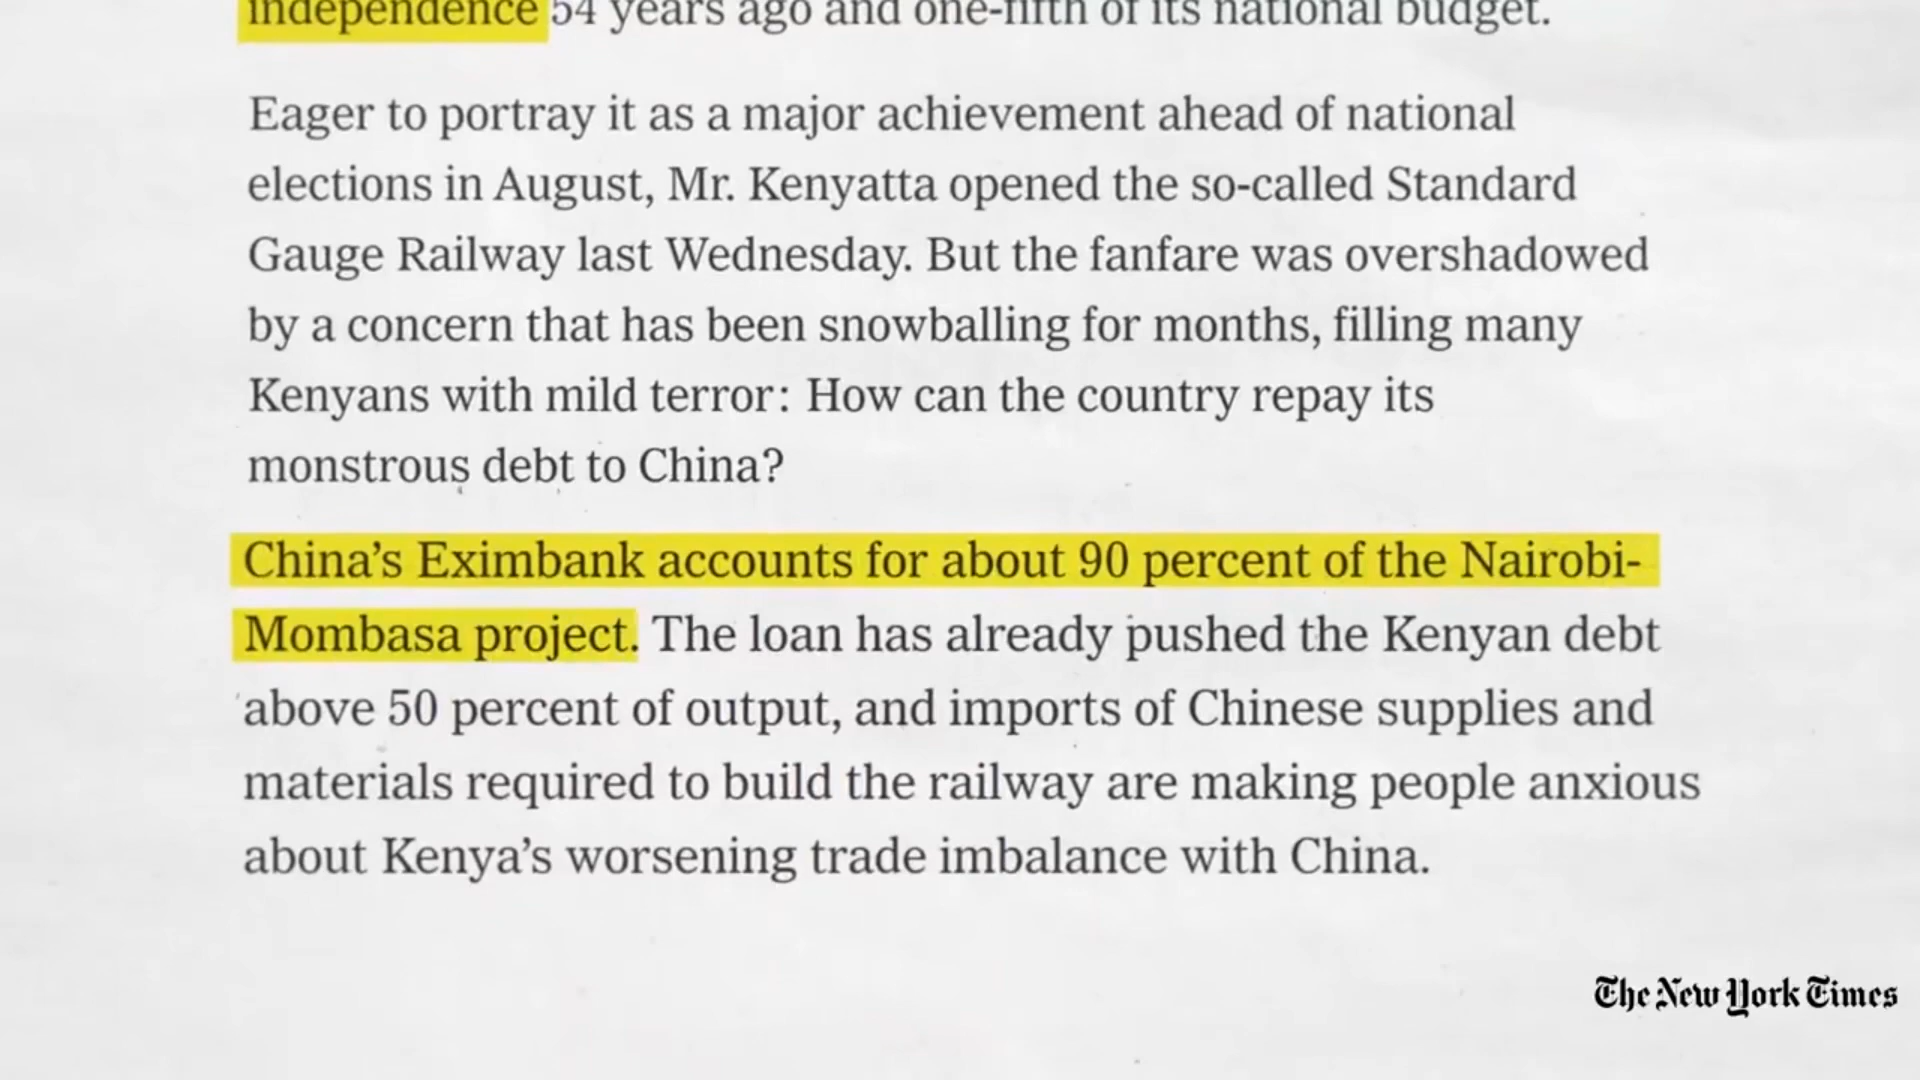 independence 54 years ago and one-fifth of its national budget.
Eager to portray it as a major achievement ahead of national
elections in August, Mr. Kenyatta opened the so-called Standard
Gauge Railway last Wednesday. But the fanfare was overshadowed
by a concern that has been snowballing for months, filling many
Kenyans with mild terror: How can the country repay its
monstrous debt to China?
China’s Eximbank accounts for about 90 percent of the Nairobi-
Mombasa project. The loan has already pushed the Kenyan debt
above 50 percent of output, and imports of Chinese supplies and
materials required to build the railway are making people anxious
about Kenya’s worsening trade imbalance with China.
The New York Times